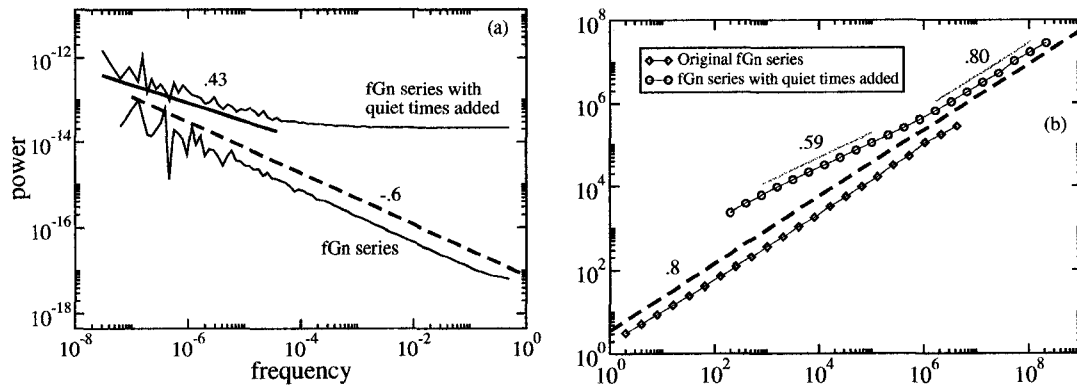 (a)
10^-12
10^-14
10^-16
10^-18
power
.43
fGn series with
quiet times added
-.6
fGn series
10^-8
10^-6
10^-4
10^-2
10^0
frequency
10^8
10^6
10^4
10^2
10^0
Original fGn series
fGn series with quiet times added
.80
(b)
.59
.8
10^0
10^2
10^4
10^6
10^8